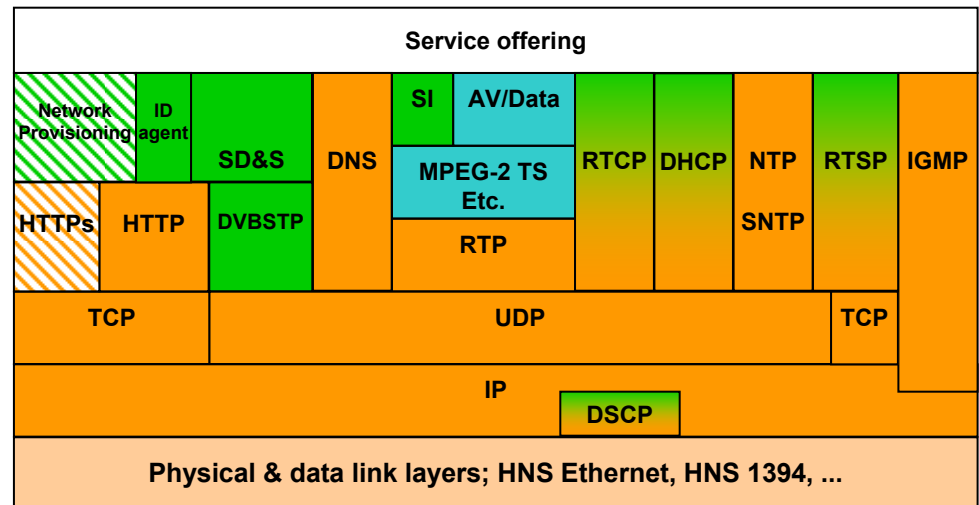 Service offering
Network
Provisioning
ID
agent
SD&S
DNS
SI
AV/Data
MPEG-2 TS
Etc.
RTP
RTCP
DHCP
NTP
SNTP
RTSP
IGMP
HTTPs
HTTP
DVBSTP
TCP
UDP
TCP
IP
DSCP
Physical & data link layers; HNS Ethernet, HNS 1394, ...